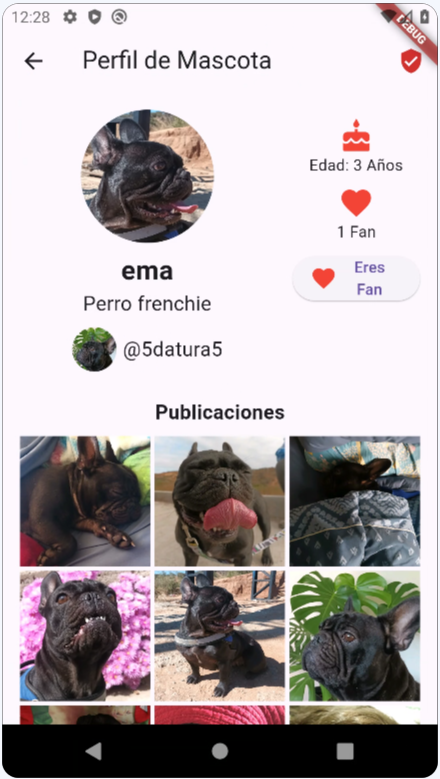 12:28
DEBUG
Perfil de Mascota
Edad: 3 Años
1 Fan
Eres
Fan
ema
Perro frenchie
@5datura5
Publicaciones